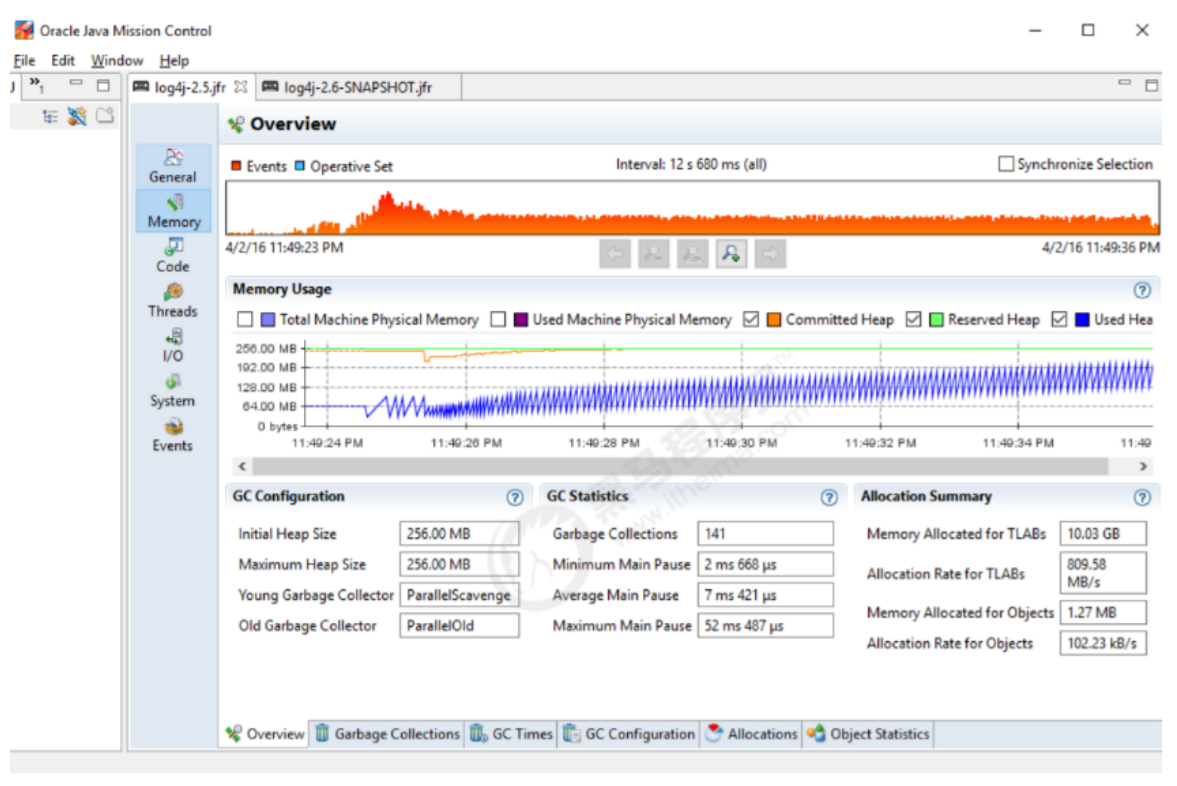 Oracle Java Mission Control
File Edit Window Help
»1
log4j-2.5.jfr log4j-2.6-SNAPSHOT.jfr
Overview
General
Memory
Code
Threads
I/O
System
Events
Events Operative Set Interval: 12 s 680 ms (all) Synchronize Selection
4/2/16 11:49:23 PM 4/2/16 11:49:36 PM
Memory Usage
Total Machine Physical Memory Used Machine Physical Memory Committed Heap Reserved Heap Used Hea
256.00 MB
192.00 MB
128.00 MB
64.00 MB
0 bytes
11:49:24 PM 11:49:26 PM 11:49:28 PM 11:49:30 PM 11:49:32 PM 11:49:34 PM 11:49
GC Configuration
Initial Heap Size 256.00 MB
Maximum Heap Size 256.00 MB
Young Garbage Collector ParallelScavenge
Old Garbage Collector ParallelOld
GC Statistics
Garbage Collections 141
Minimum Main Pause 2 ms 668 µs
Average Main Pause 7 ms 421 µs
Maximum Main Pause 52 ms 487 µs
Allocation Summary
Memory Allocated for TLABs 10.03 GB
Allocation Rate for TLABs 809.58
MB/s
Memory Allocated for Objects 1.27 MB
Allocation Rate for Objects 102.23 kB/s
Overview Garbage Collections GC Times GC Configuration Allocations Object Statistics
黑马程序员
www.itheima.com